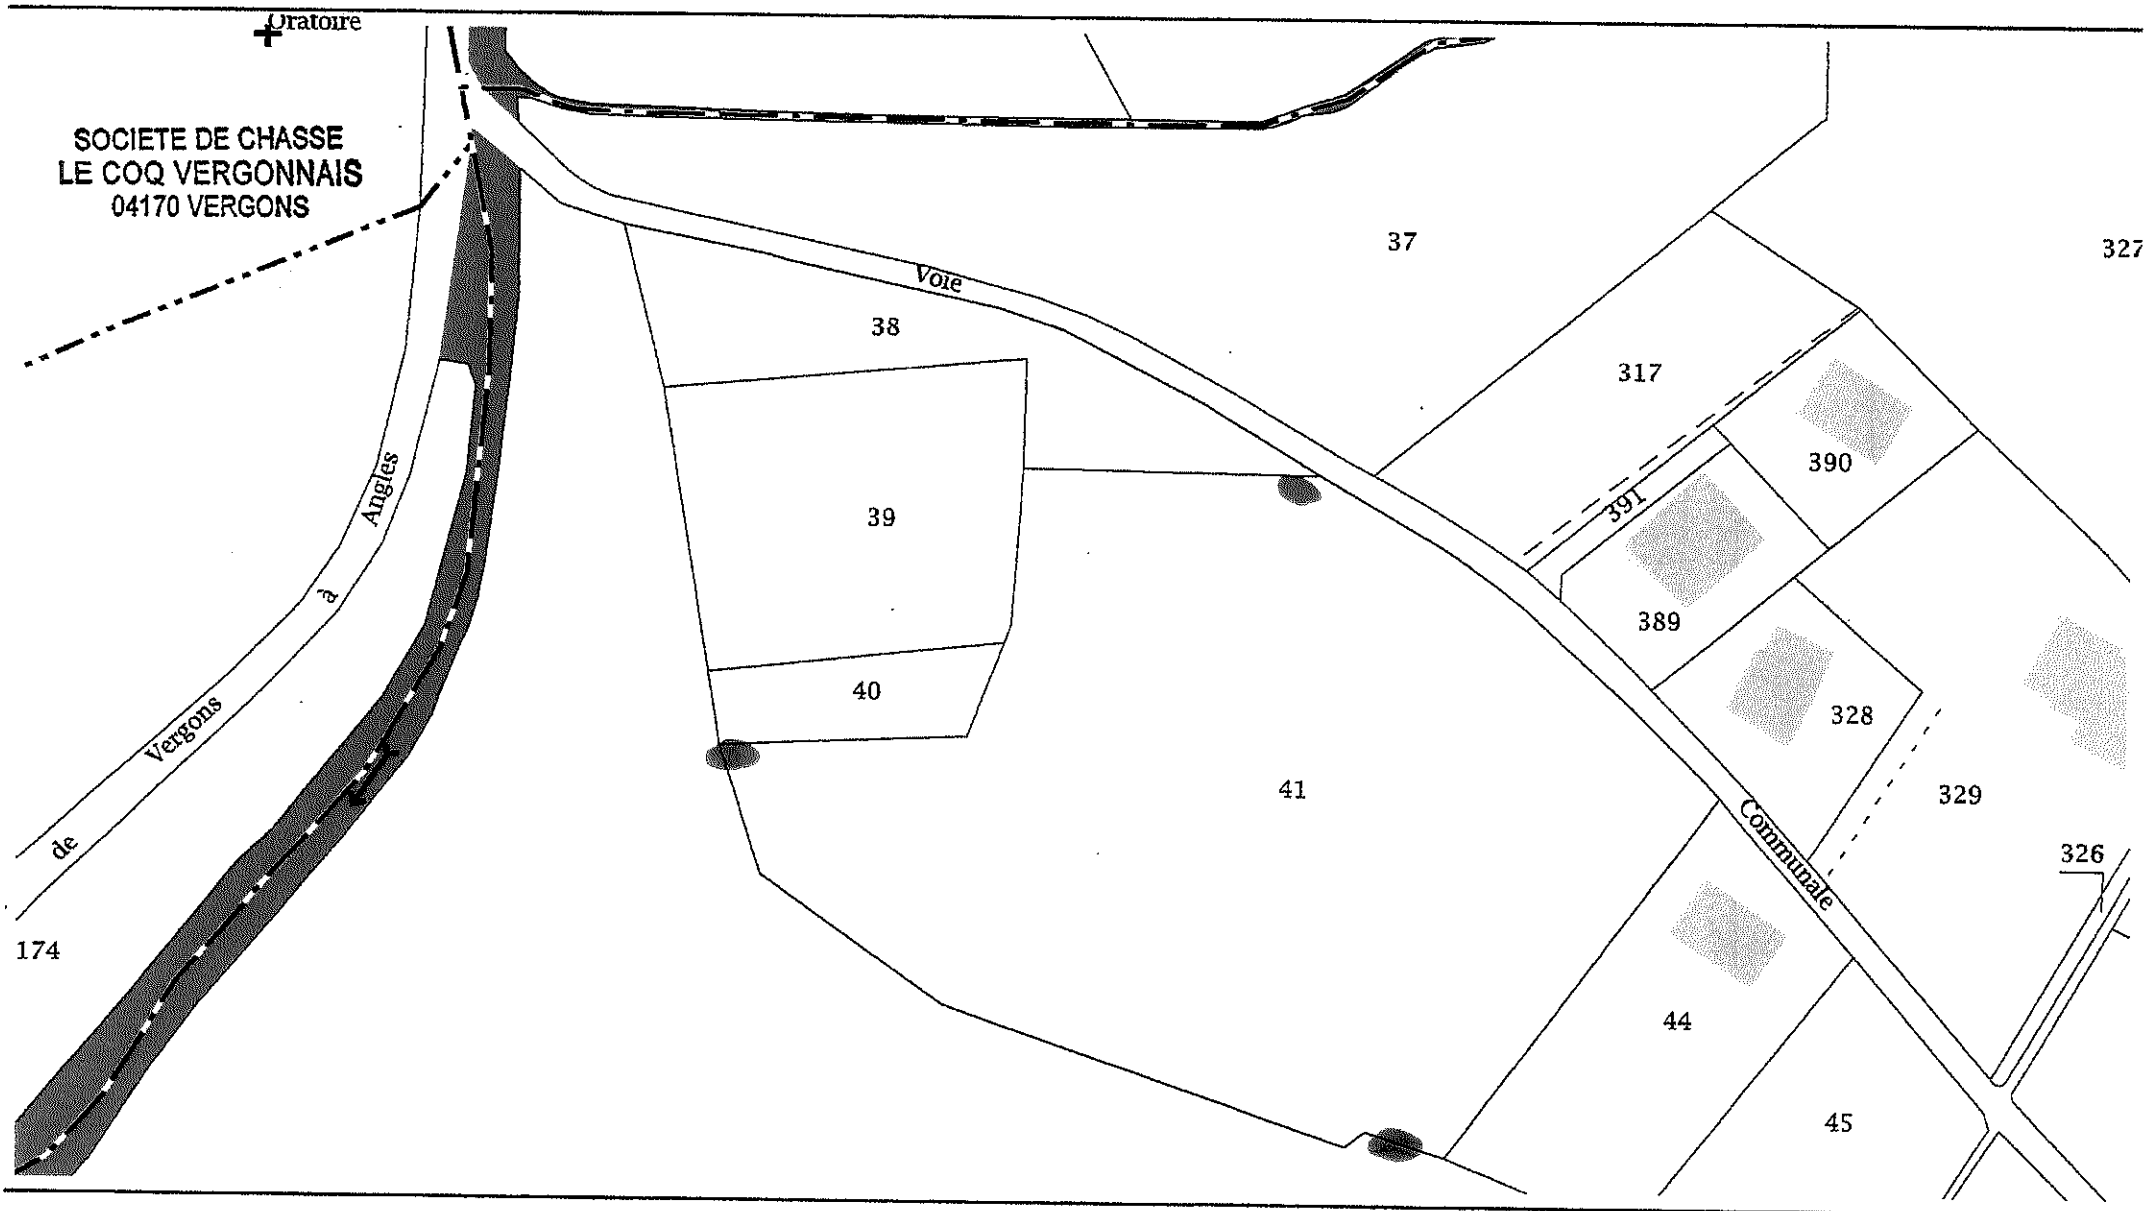 Oratoire
SOCIETE DE CHASSE
LE COQ VERGONNAIS
04170 VERGONS
37
327
Voie
38
317
390
391
39
Angles
389
à
40
328
Vergons
41
329
Communale
de
326
174
44
45